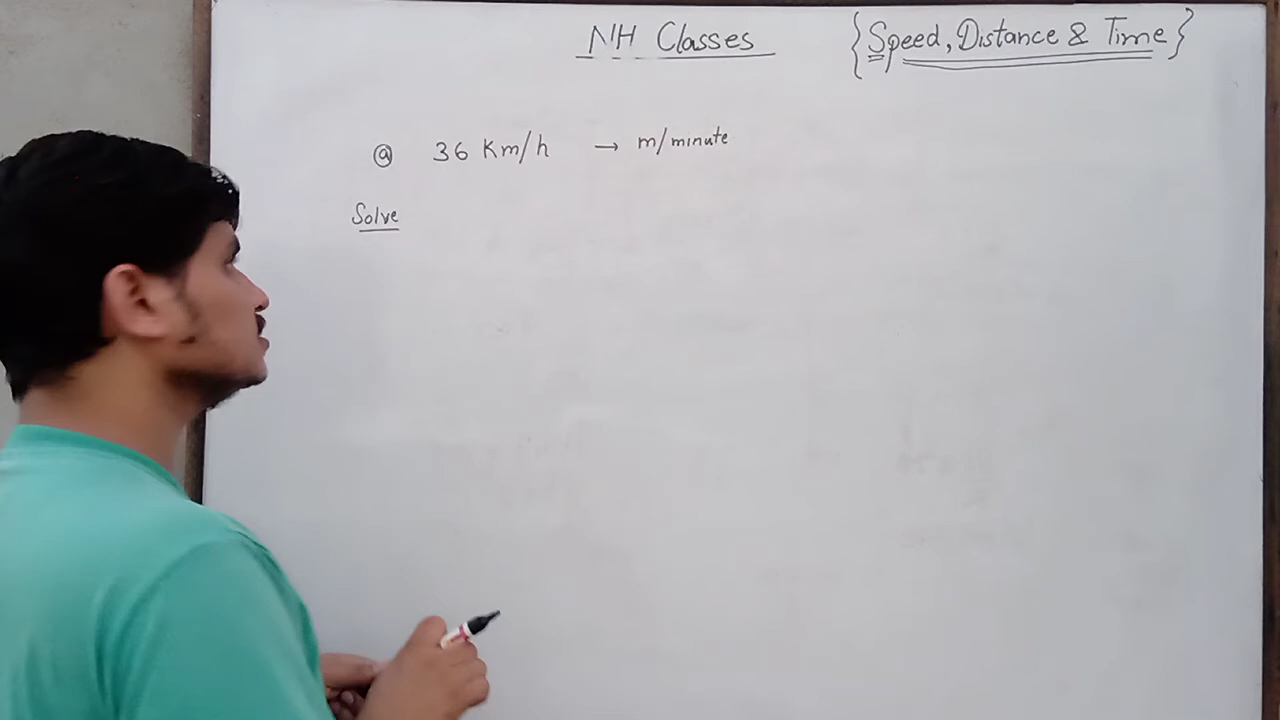 NH Classes {Speed, Distance & Time}
ⓐ 36 Km/h → m/minute
Solve